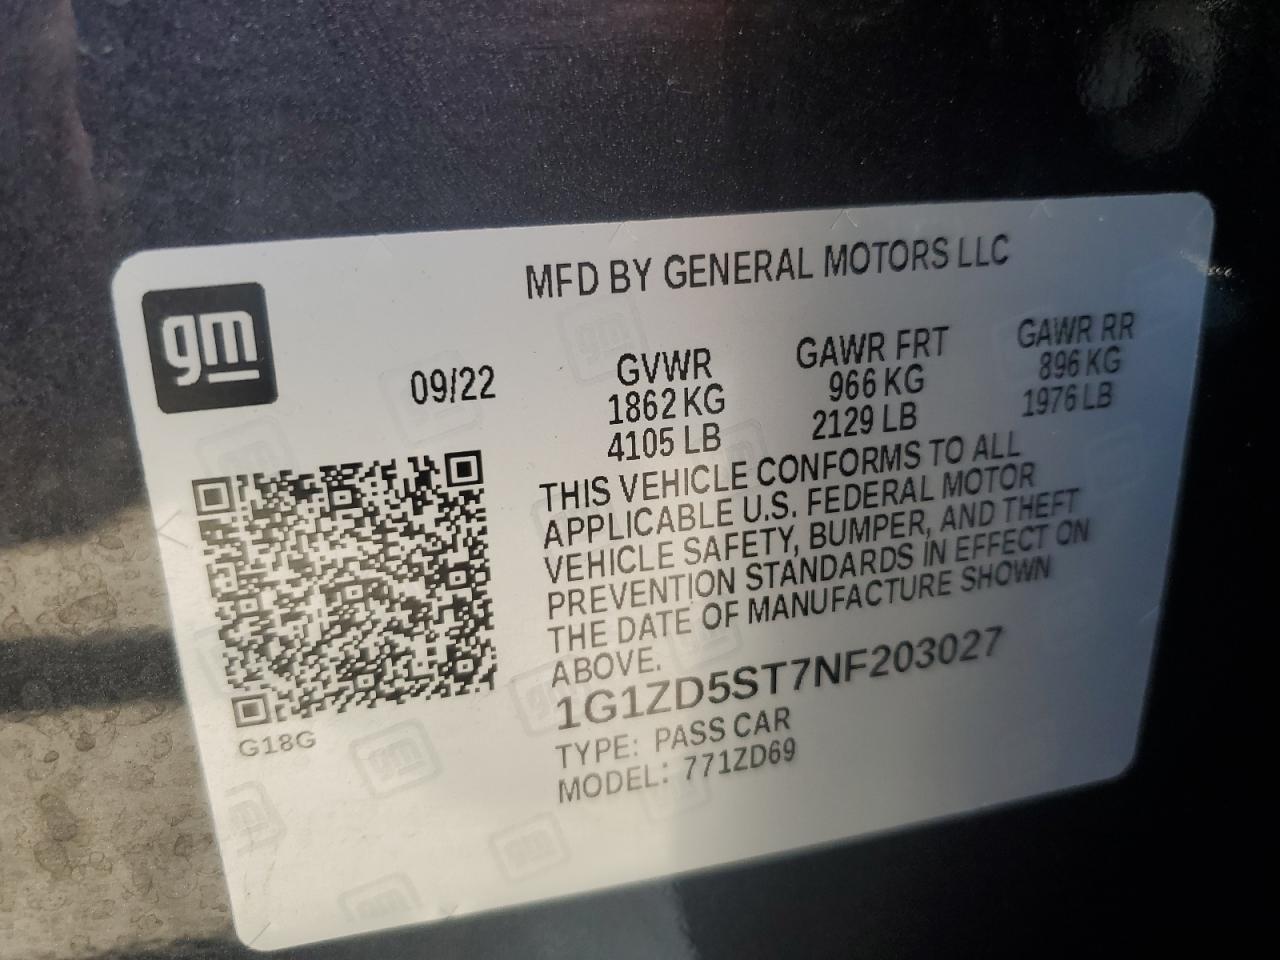 MFD BY GENERAL MOTORS LLC
gm
09/22
GVWR
1862 KG
4105 LB
GAWR FRT
966 KG
2129 LB
GAWR RR
896 KG
1976 LB
THIS VEHICLE CONFORMS TO ALL
APPLICABLE U.S. FEDERAL MOTOR
VEHICLE SAFETY, BUMPER, AND THEFT
PREVENTION STANDARDS IN EFFECT ON
THE DATE OF MANUFACTURE SHOWN
ABOVE.
1G1ZD5ST7NF203027
TYPE: PASS CAR
MODEL: 771ZD69
G18G